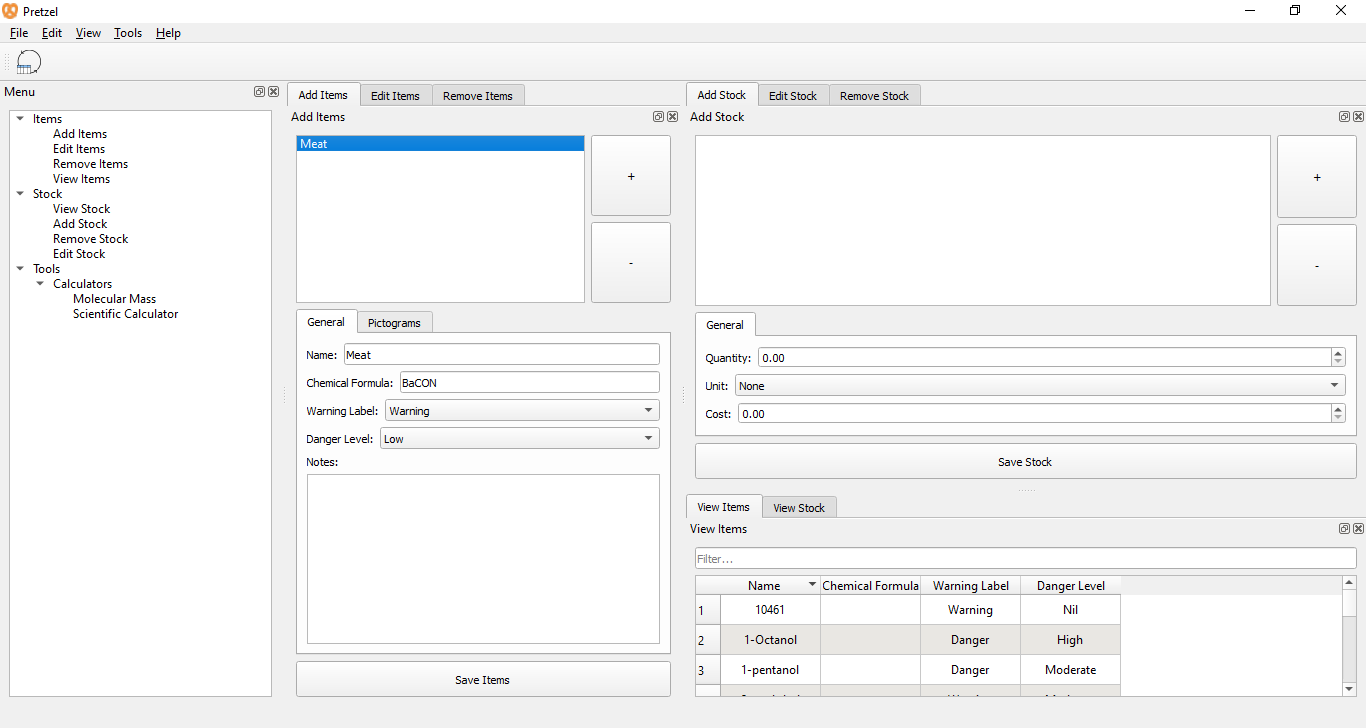 Pretzel
File Edit View Tools Help
Menu
Items
Add Items
Edit Items
Remove Items
View Items
Stock
View Stock
Add Stock
Remove Stock
Edit Stock
Tools
Calculators
Molecular Mass
Scientific Calculator
Add Items Edit Items Remove Items
Add Items
Meat
+
-
General Pictograms
Name: Meat
Chemical Formula: BaCON
Warning Label: Warning
Danger Level: Low
Notes:
Save Items
Add Stock Edit Stock Remove Stock
Add Stock
+
-
General
Quantity: 0.00
Unit: None
Cost: 0.00
Save Stock
View Items View Stock
View Items
Filter...
Name Chemical Formula Warning Label Danger Level
1 10461 Warning Nil
2 1-Octanol Danger High
3 1-pentanol Danger Moderate